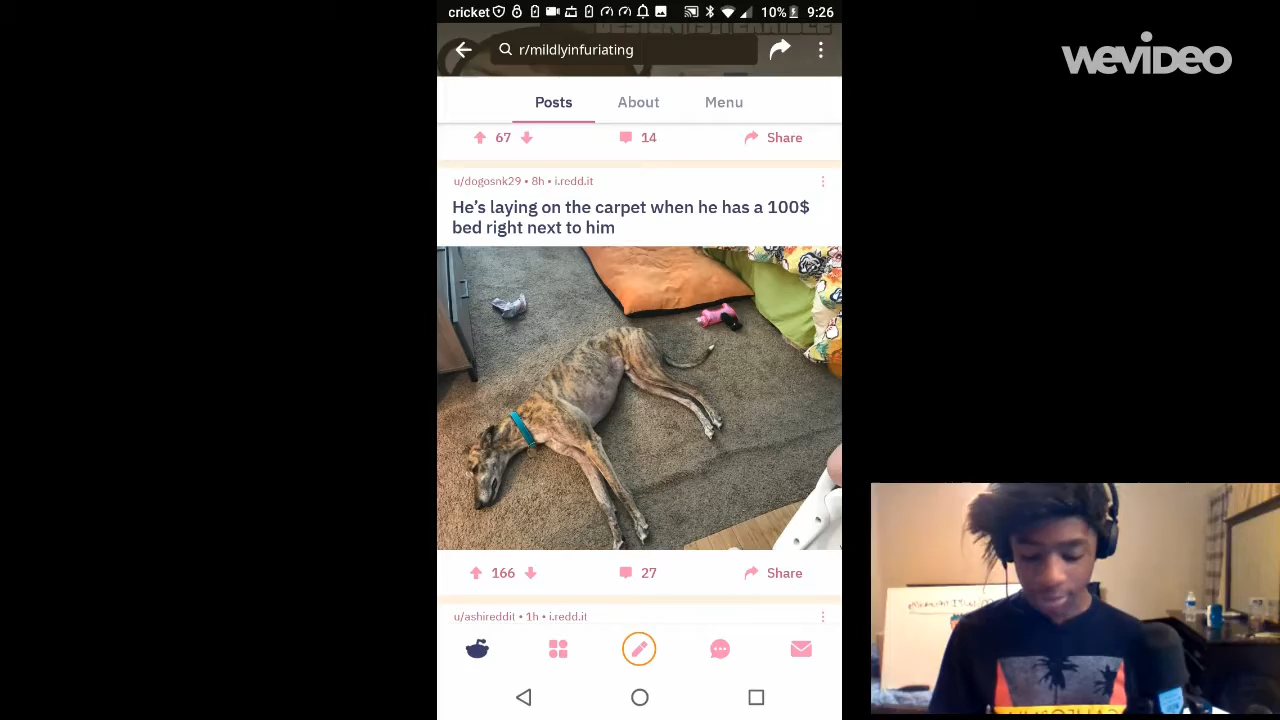 cricket
10%
9:26
WEVIDEO
r/mildlyinfuriating
Posts
About
Menu
67
14
Share
u/dogosnk29 • 8h • i.redd.it
He's laying on the carpet when he has a 100$
bed right next to him
166
27
Share
u/ashireddit • 1h • i.redd.it